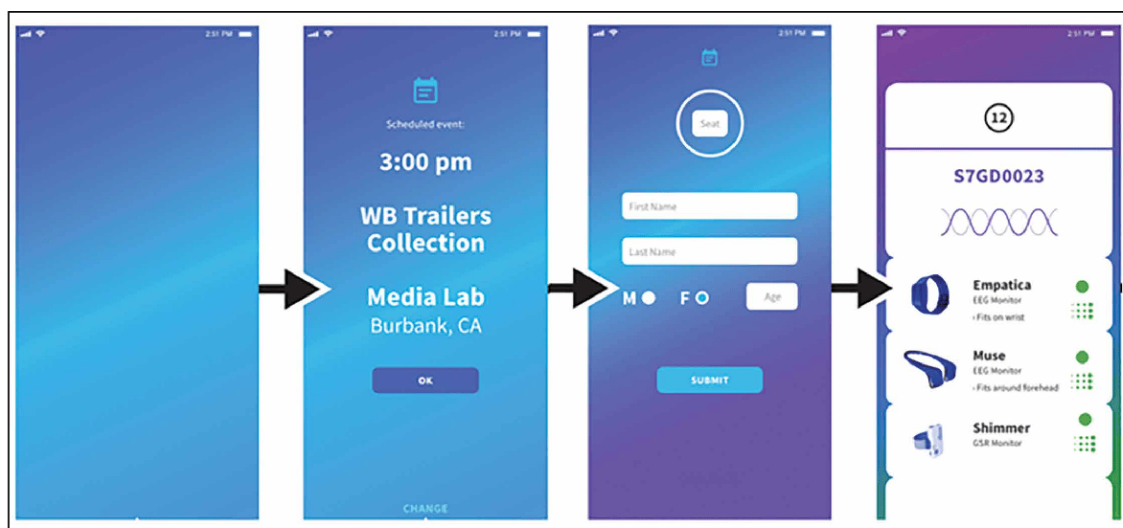 2:51 PM
2:51 PM
Scheduled event:
3:00 pm
WB Trailers
Collection
Media Lab
Burbank, CA
OK
CHANGE
2:51 PM
Seat
First Name
Last Name
M F Age
SUBMIT
2:51 PM
12
S7GD0023
Empatica
EEG Monitor
- Fits on wrist
Muse
EEG Monitor
- Fits around forehead
Shimmer
GSR Monitor